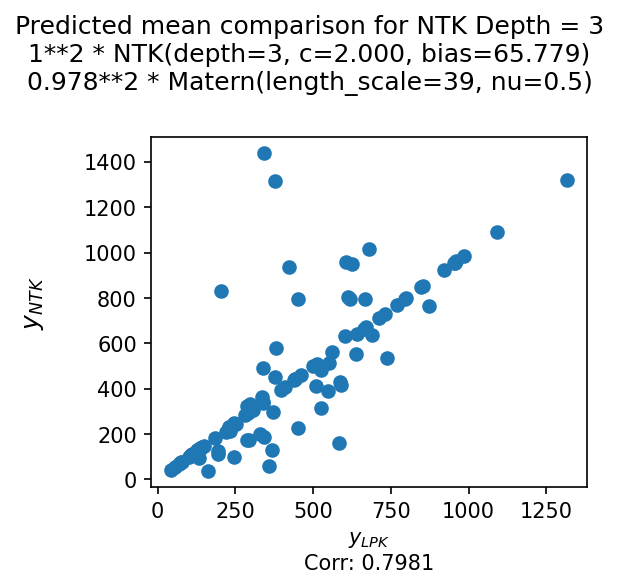 Predicted mean comparison for NTK Depth = 3
1**2 * NTK(depth=3, c=2.000, bias=65.779)
0.978**2 * Matern(length_scale=39, nu=0.5)
1400
1200
1000
800
600
400
200
0
y_NTK
0 250 500 750 1000 1250
y_LPK
Corr: 0.7981